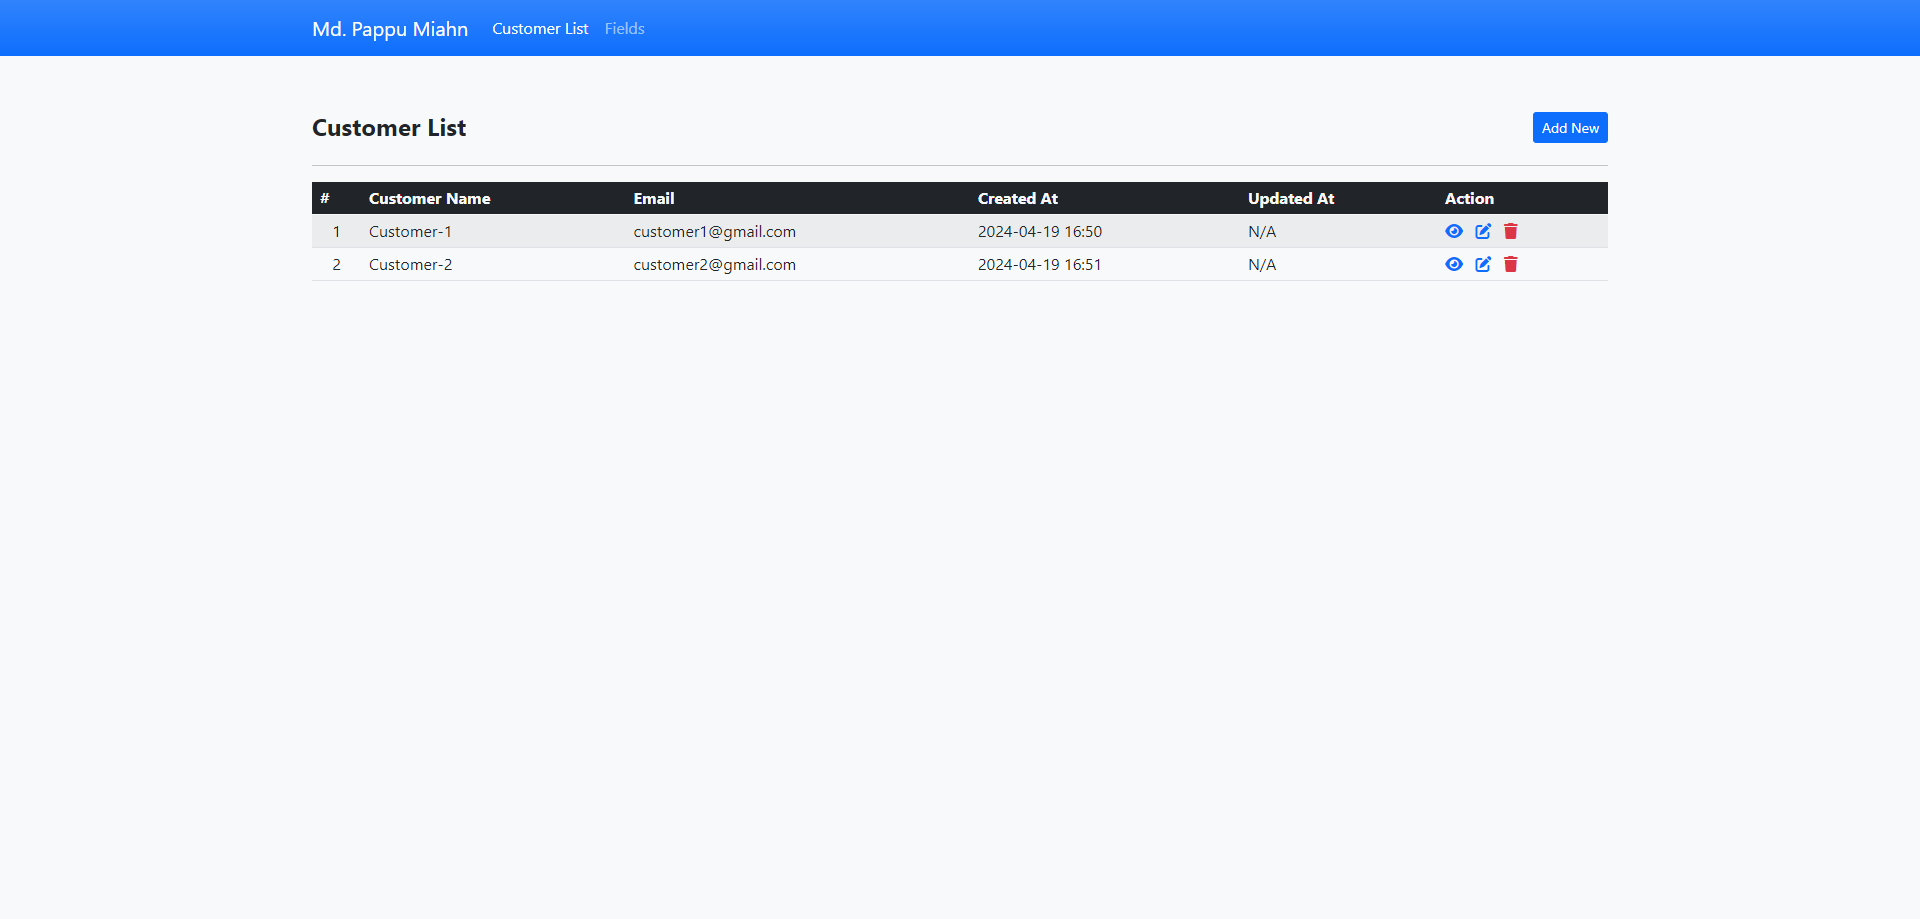 Md. Pappu Miahn Customer List Fields
Customer List Add New
# Customer Name Email Created At Updated At Action
1 Customer-1 customer1@gmail.com 2024-04-19 16:50 N/A
2 Customer-2 customer2@gmail.com 2024-04-19 16:51 N/A